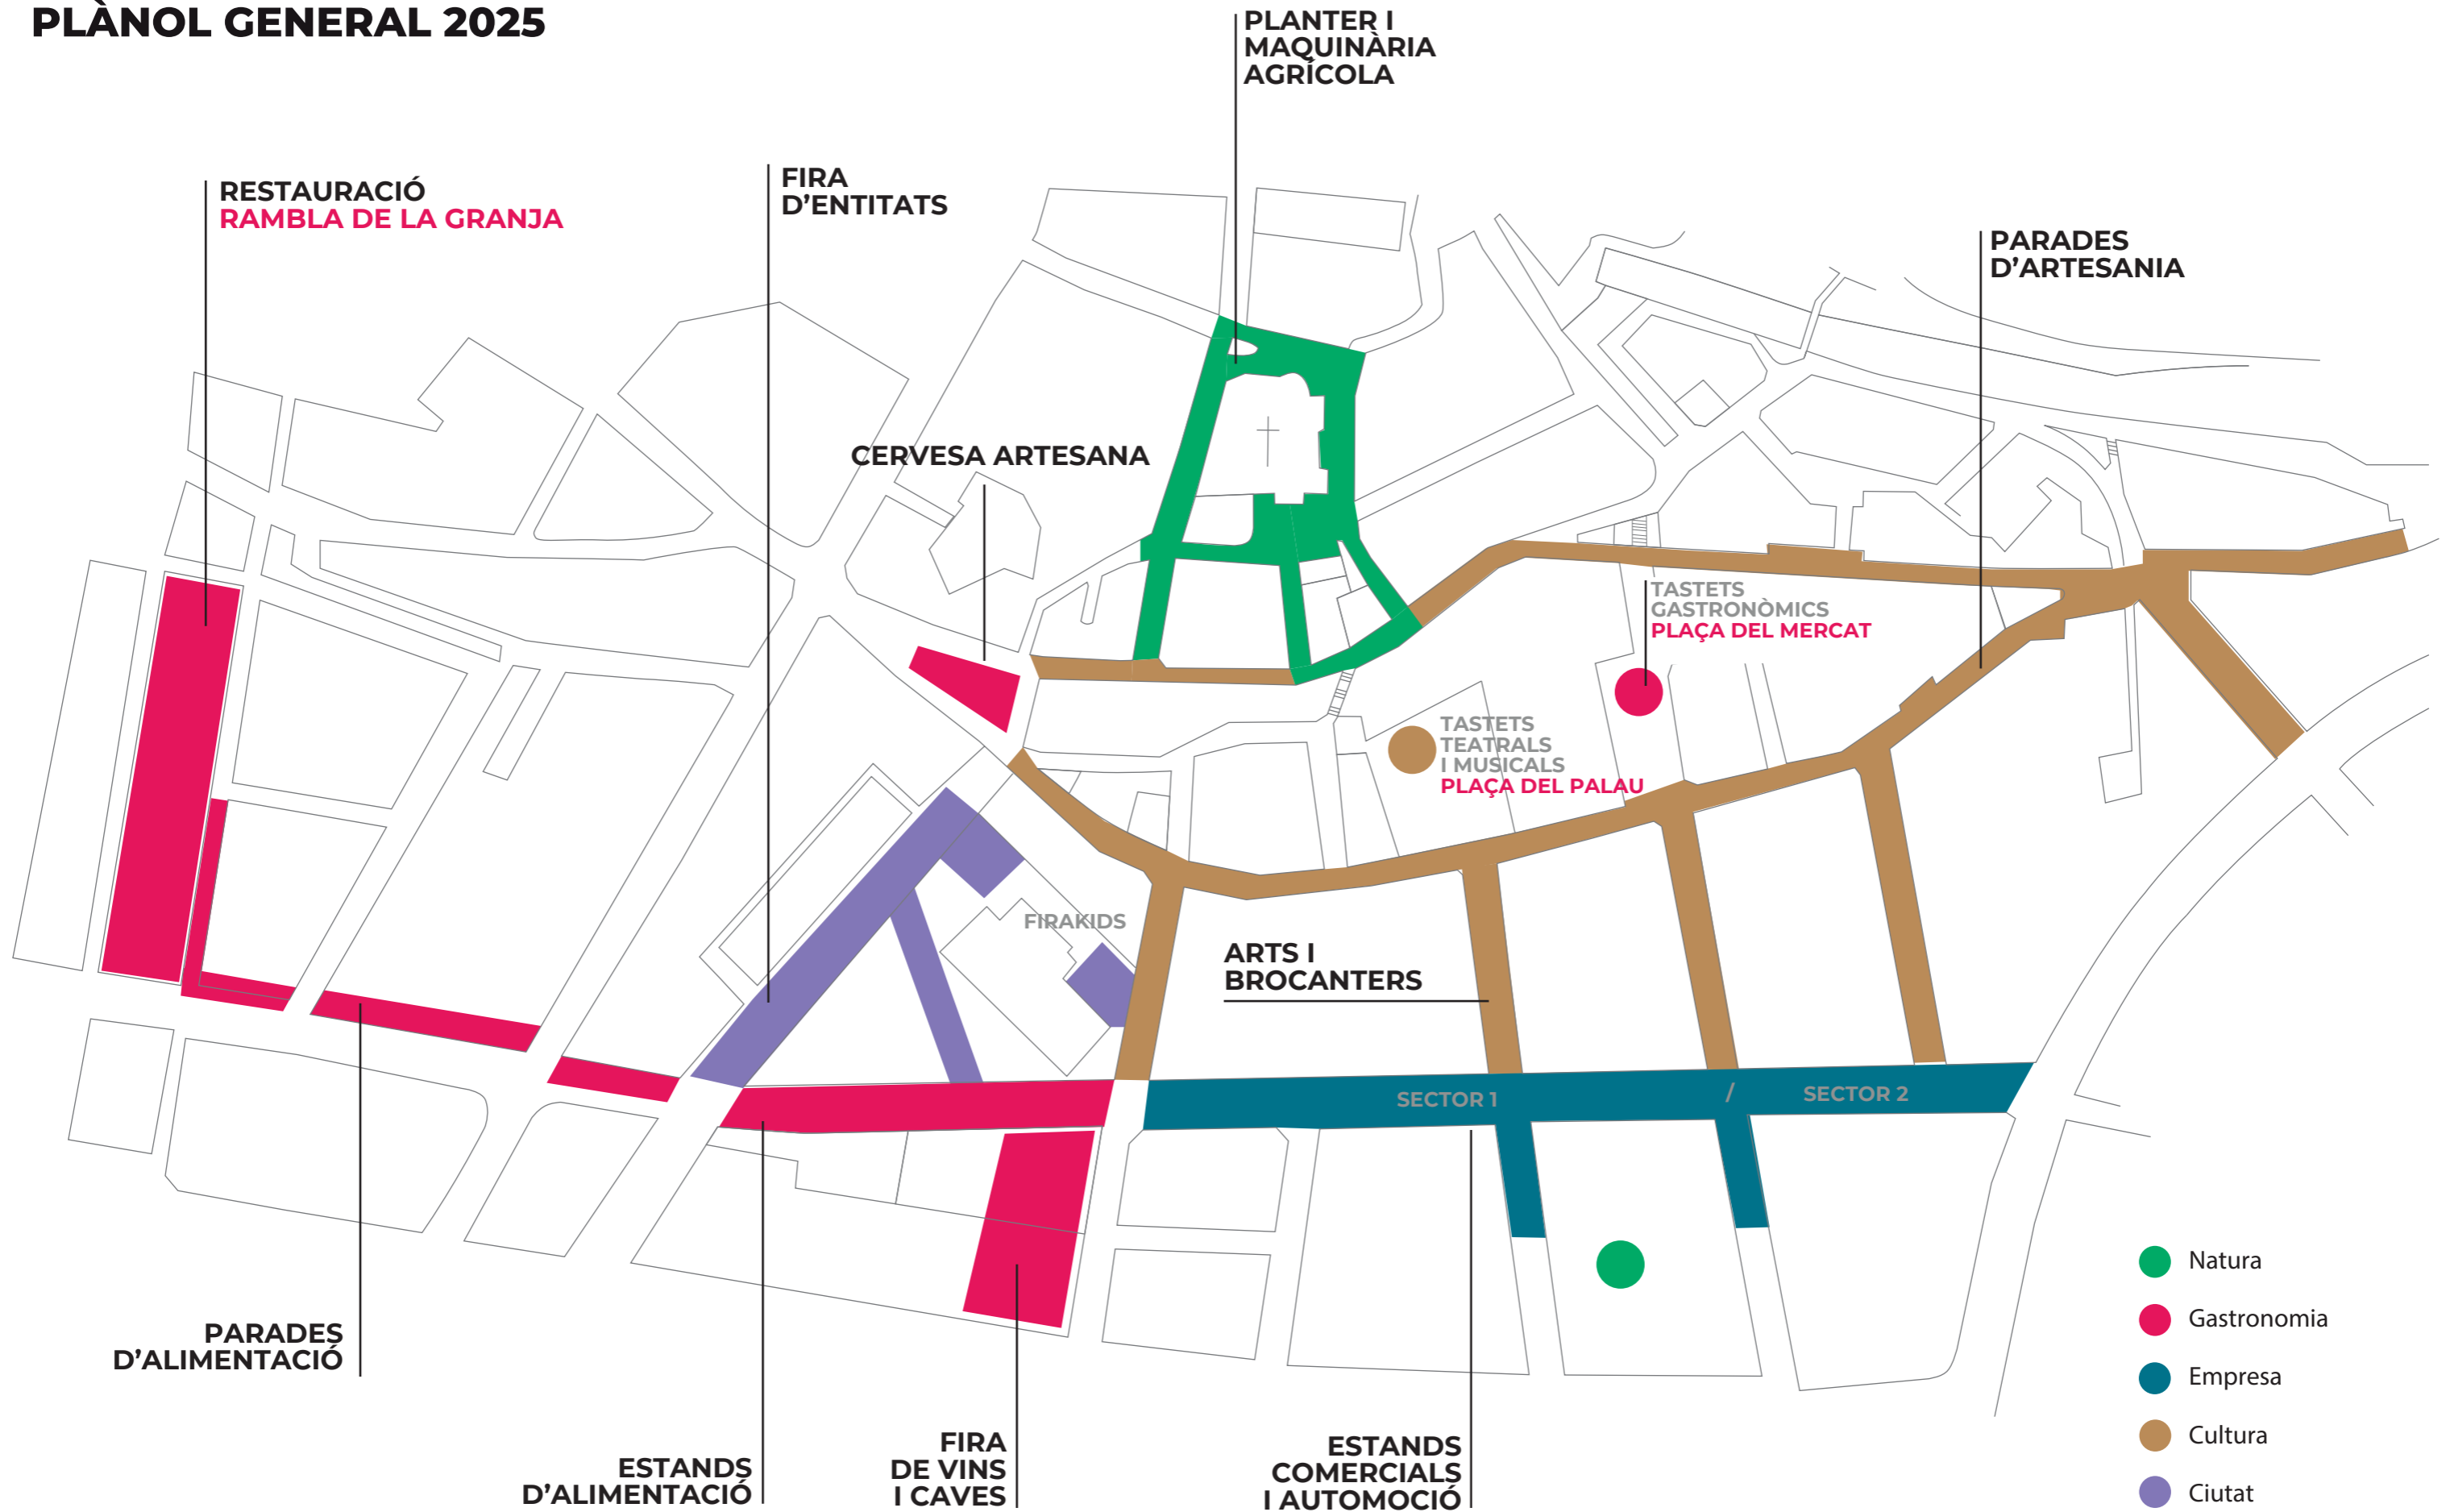 PLÀNOL GENERAL 2025
PLANTER I
MAQUINÀRIA
AGRÍCOLA
RESTAURACIÓ
RAMBLA DE LA GRANJA
FIRA
D’ENTITATS
PARADES
D’ARTESANIA
CERVESA ARTESANA
TASTETS
GASTRONÒMICS
PLAÇA DEL MERCAT
TASTETS
TEATRALS
I MUSICALS
PLAÇA DEL PALAU
FIRAKIDS
ARTS I
BROCANTERS
SECTOR 1 / SECTOR 2
PARADES
D’ALIMENTACIÓ
ESTANDS
D’ALIMENTACIÓ
FIRA
DE VINS
I CAVES
ESTANDS
COMERCIALS
I AUTOMOCIÓ
Natura
Gastronomia
Empresa
Cultura
Ciutat